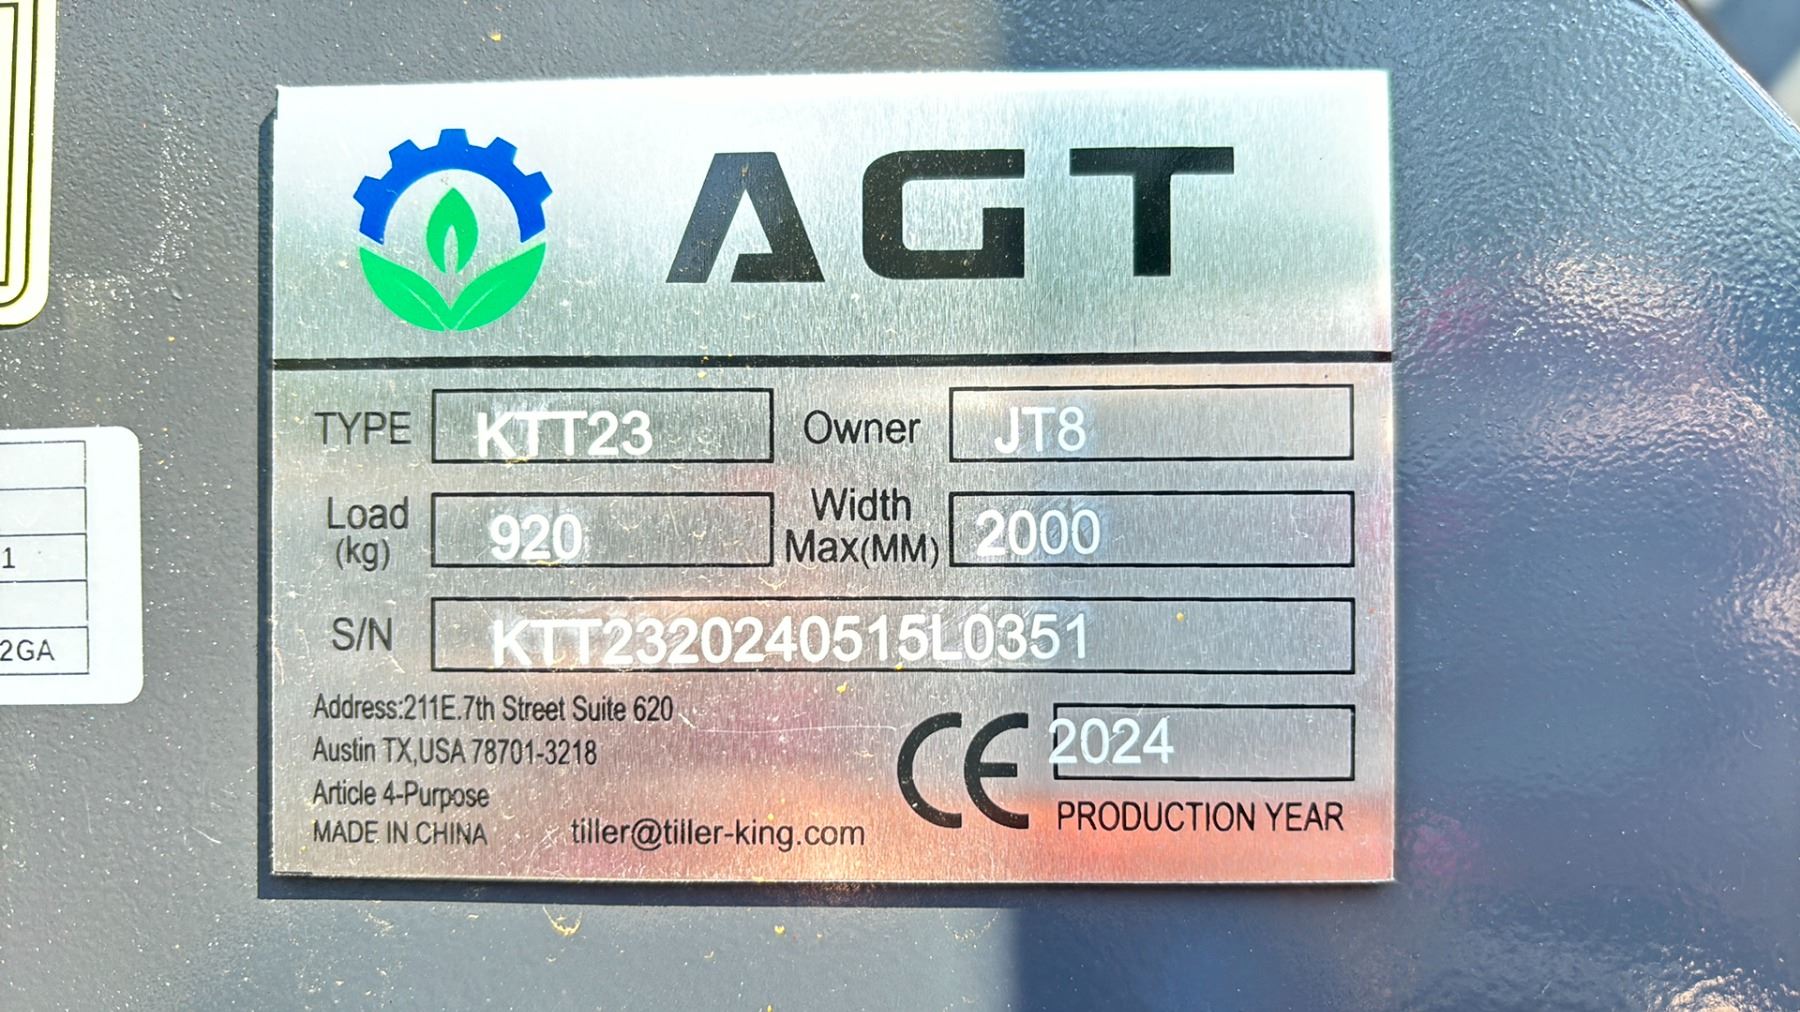 AGT
TYPE KTT23 Owner JT8
Load (kg) 920 Width Max(MM) 2000
S/N KTT2320240515L0351
Address:211E.7th Street Suite 620
Austin TX,USA 78701-3218
Article 4-Purpose
MADE IN CHINA tiller@tiller-king.com
CE 2024
PRODUCTION YEAR
1
2GA